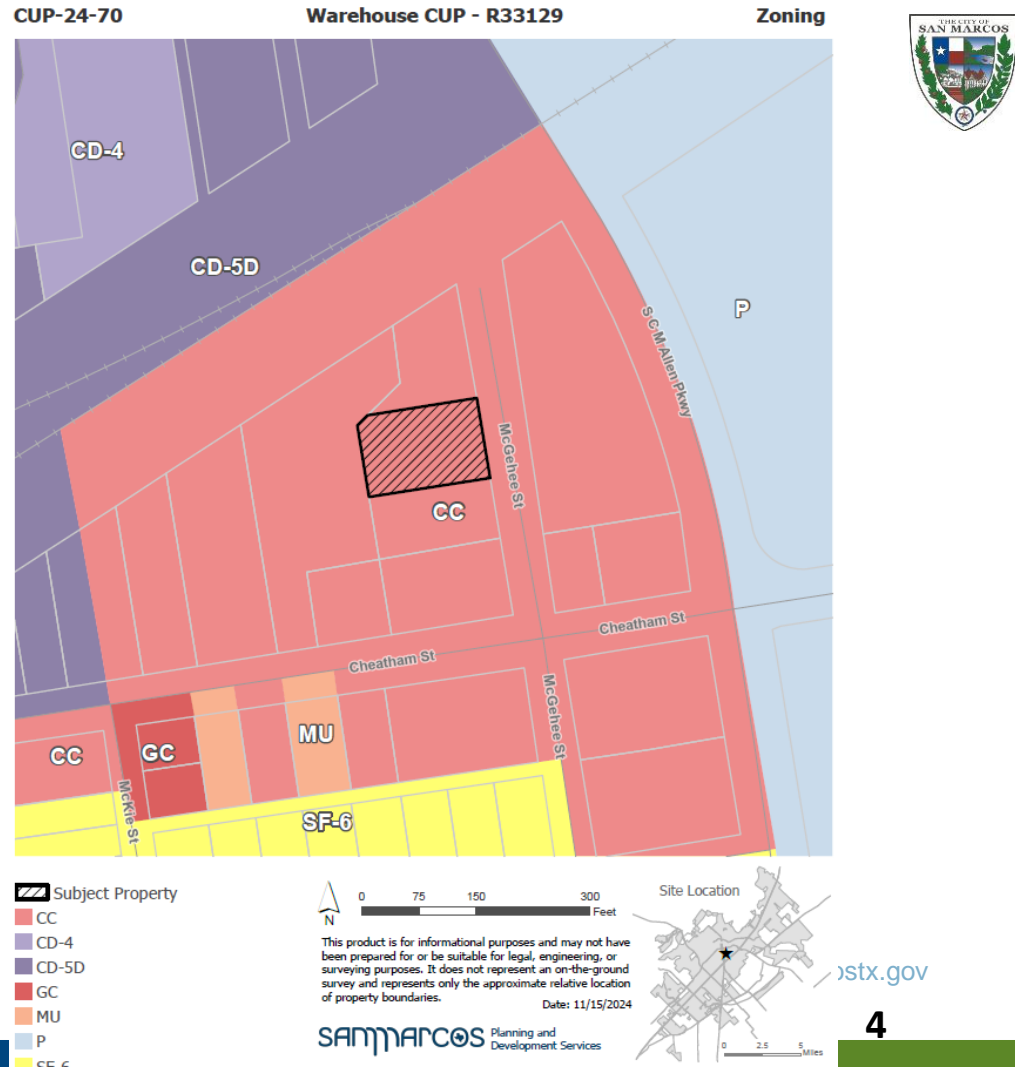 CUP-24-70 Warehouse CUP - R33129 Zoning
THE CITY OF
SAN MARCOS
CD-4
CD-5D
P
S C M Allen Pkwy
McGehee St
CC
Cheatham St
Cheatham St
McGehee St
MU
CC
GC
McKie St
SF-6
Subject Property
CC
CD-4
CD-5D
GC
MU
P
SF-6
N
0 75 150 300
Feet
This product is for informational purposes and may not have
been prepared for or be suitable for legal, engineering, or
surveying purposes. It does not represent an on-the-ground
survey and represents only the approximate relative location
of property boundaries.
Date: 11/15/2024
SANMARCOS Planning and
Development Services
Site Location
0 2.5 5
Miles
ostx.gov
4